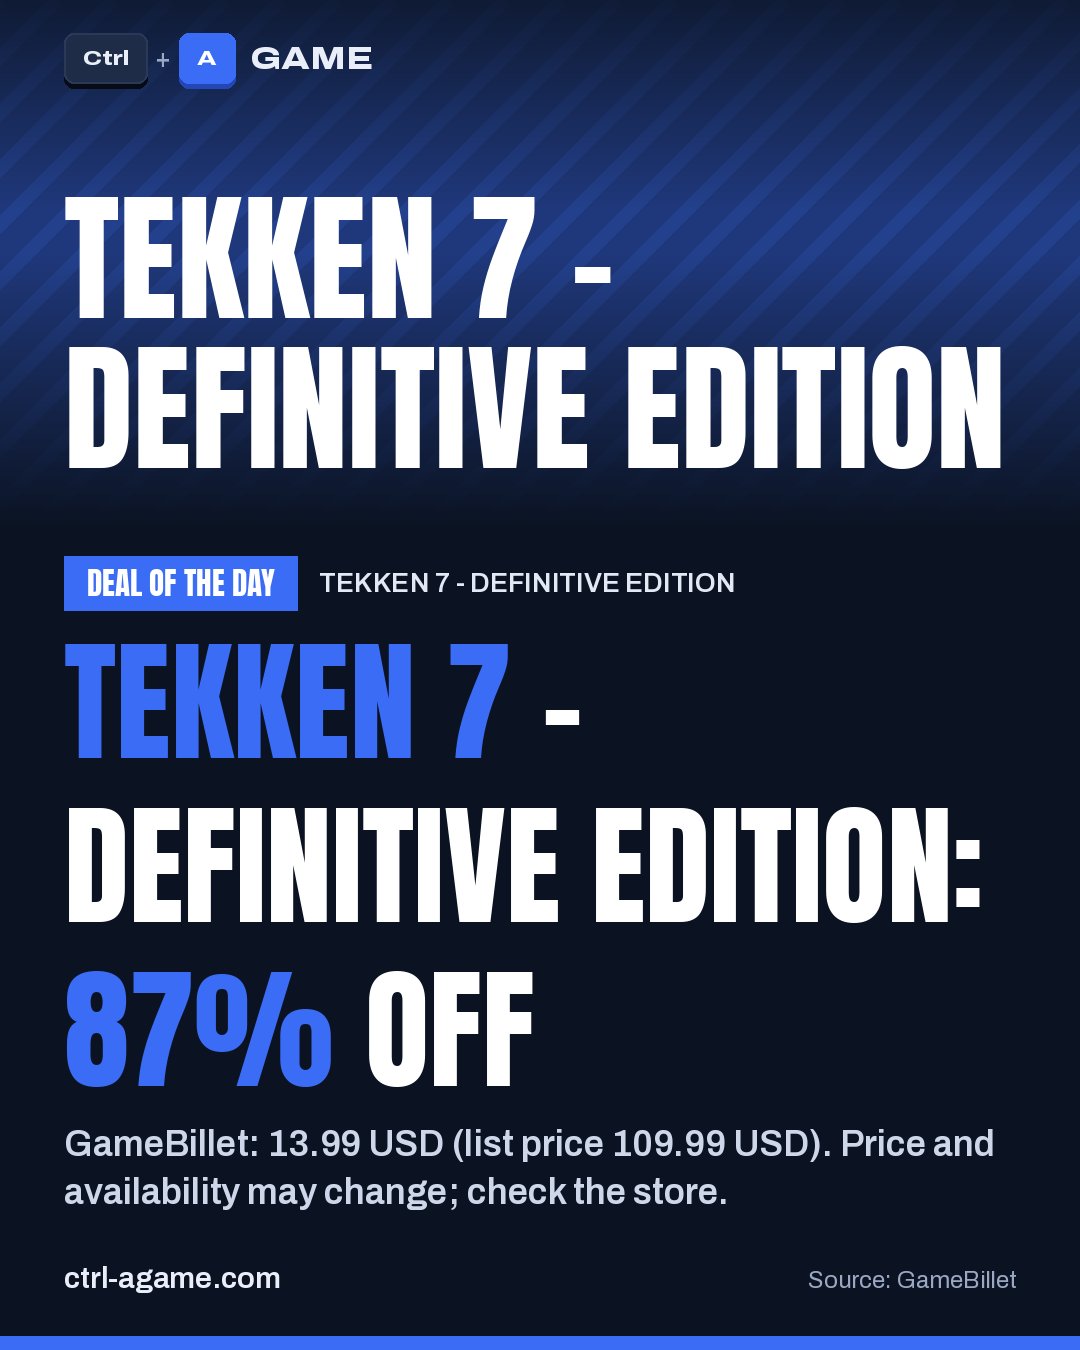 Ctrl + A GAME
TEKKEN 7 -
DEFINITIVE EDITION
DEAL OF THE DAY TEKKEN 7 - DEFINITIVE EDITION
TEKKEN 7 -
DEFINITIVE EDITION:
87% OFF
GameBillet: 13.99 USD (list price 109.99 USD). Price and
availability may change; check the store.
ctrl-agame.com Source: GameBillet